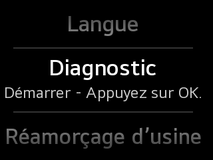 Langue
Diagnostic
Démarrer - Appuyez sur OK.
Réamorçage d’usine